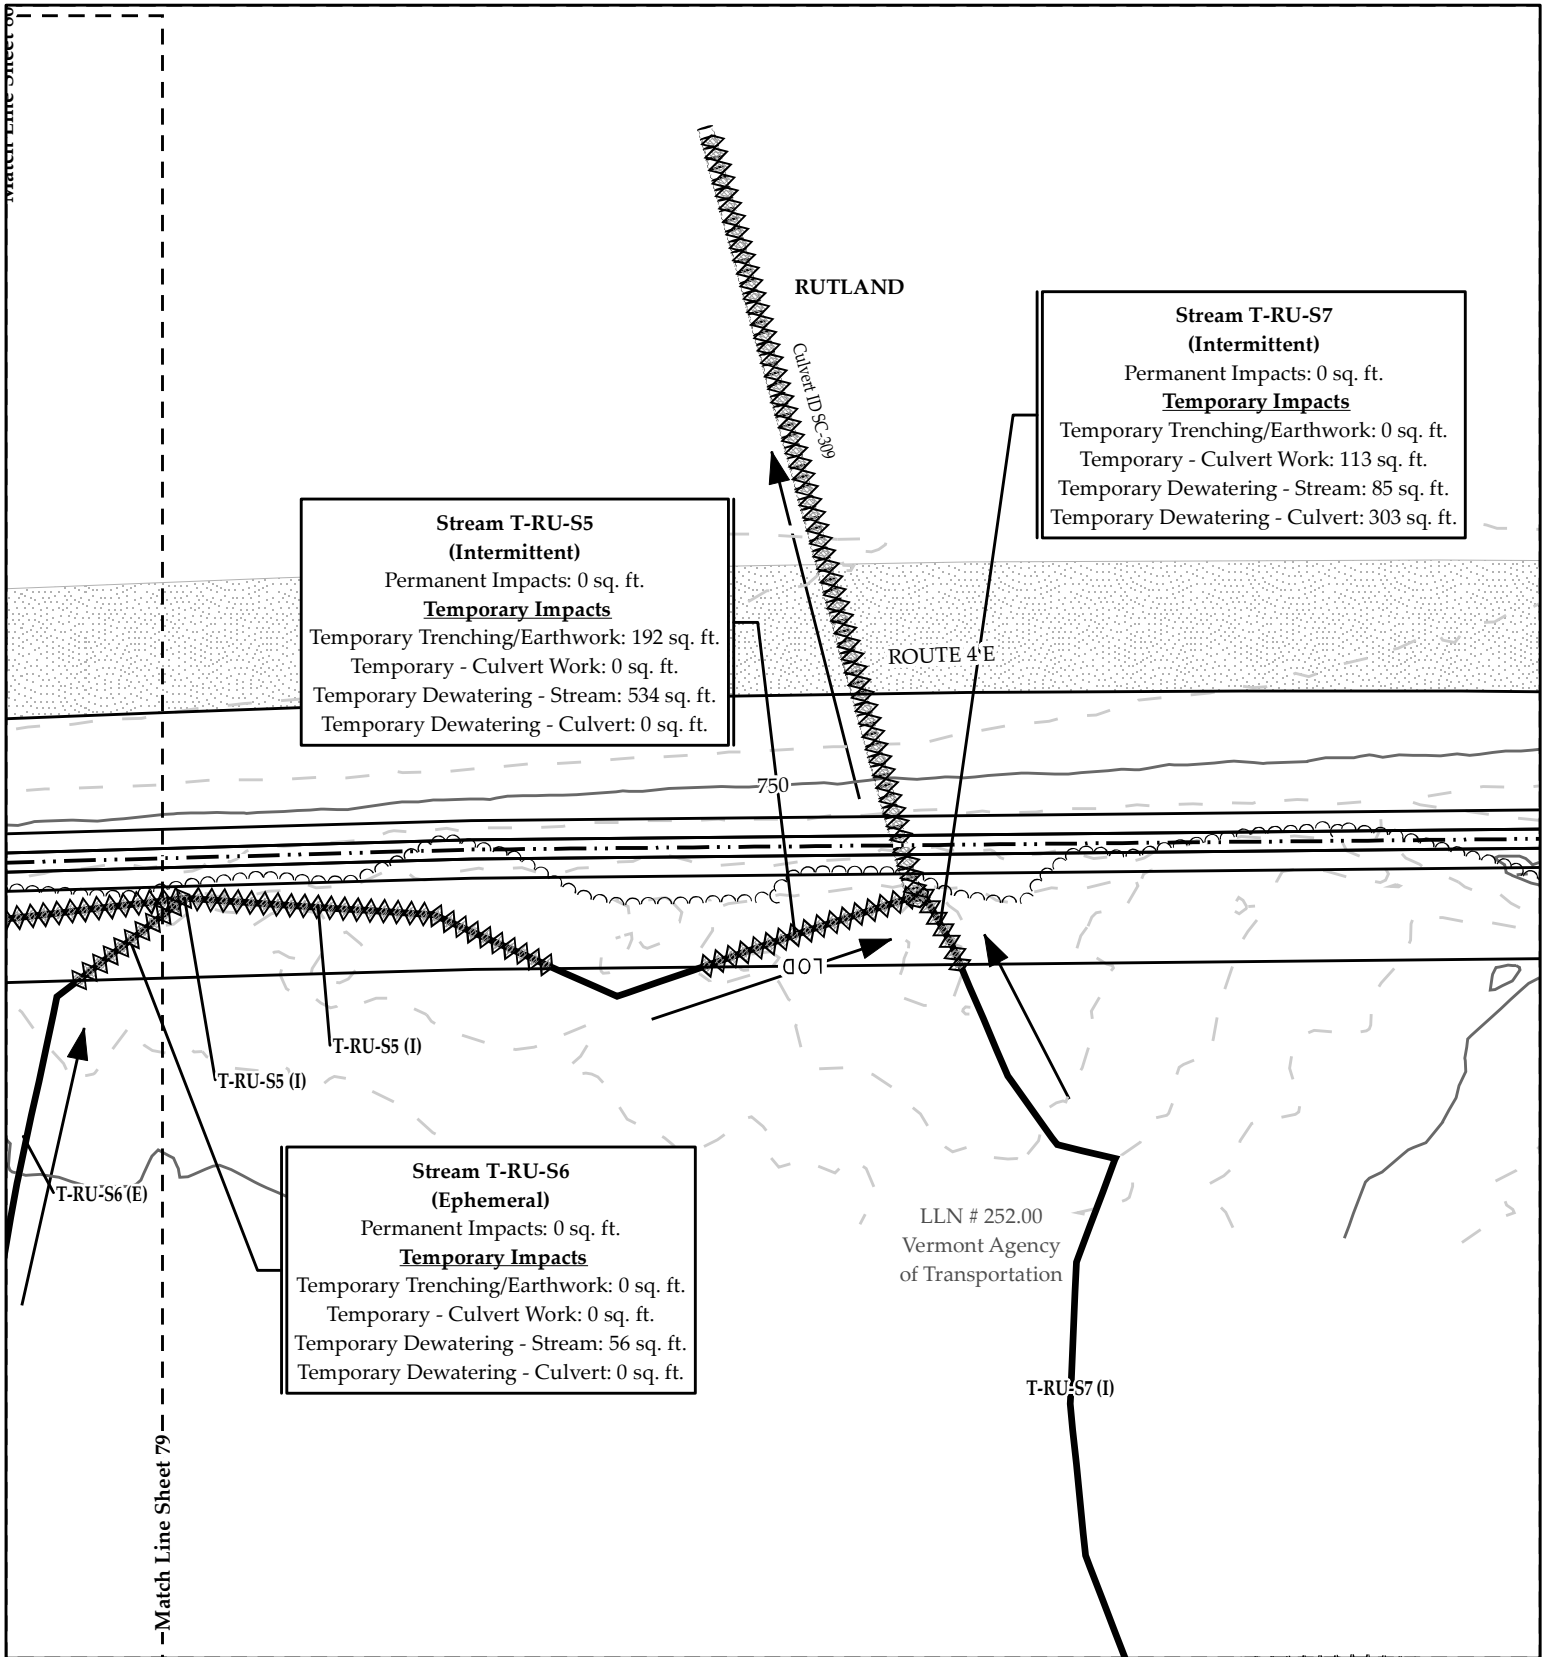 Match Line Sheet 80
RUTLAND
Culvert ID SC-309
Stream T-RU-S7
(Intermittent)
Permanent Impacts: 0 sq. ft.
Temporary Impacts
Temporary Trenching/Earthwork: 0 sq. ft.
Temporary - Culvert Work: 113 sq. ft.
Temporary Dewatering - Stream: 85 sq. ft.
Temporary Dewatering - Culvert: 303 sq. ft.
Stream T-RU-S5
(Intermittent)
Permanent Impacts: 0 sq. ft.
Temporary Impacts
Temporary Trenching/Earthwork: 192 sq. ft.
Temporary - Culvert Work: 0 sq. ft.
Temporary Dewatering - Stream: 534 sq. ft.
Temporary Dewatering - Culvert: 0 sq. ft.
ROUTE 4 E
750
LOD
T-RU-S5 (I)
T-RU-S5 (I)
T-RU-S6 (E)
Stream T-RU-S6
(Ephemeral)
Permanent Impacts: 0 sq. ft.
Temporary Impacts
Temporary Trenching/Earthwork: 0 sq. ft.
Temporary - Culvert Work: 0 sq. ft.
Temporary Dewatering - Stream: 56 sq. ft.
Temporary Dewatering - Culvert: 0 sq. ft.
LLN # 252.00
Vermont Agency
of Transportation
T-RU-S7 (I)
Match Line Sheet 79